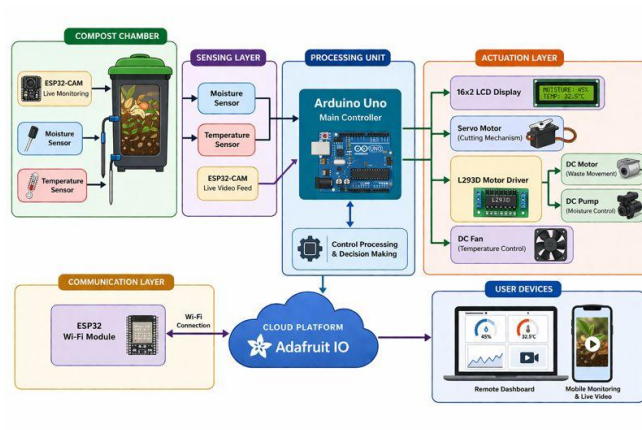 COMPOST CHAMBER
ESP32-CAM
Live Monitoring
Moisture
Sensor
Temperature
Sensor
SENSING LAYER
Moisture
Sensor
Temperature
Sensor
ESP32-CAM
Live Video Feed
PROCESSING UNIT
Arduino Uno
Main Controller
UNO
Control Processing
& Decision Making
ACTUATION LAYER
16x2 LCD Display
MOISTURE: 45%
TEMP: 32.5°C
Servo Motor
(Cutting Mechanism)
L293D Motor Driver
L293D
DC Motor
(Waste Movement)
DC Pump
(Moisture Control)
DC Fan
(Temperature Control)
COMMUNICATION LAYER
ESP32
Wi-Fi Module
Wi-Fi
Connection
CLOUD PLATFORM
Adafruit IO
USER DEVICES
45%
32.5°C
Remote Dashboard
Mobile Monitoring
& Live Video